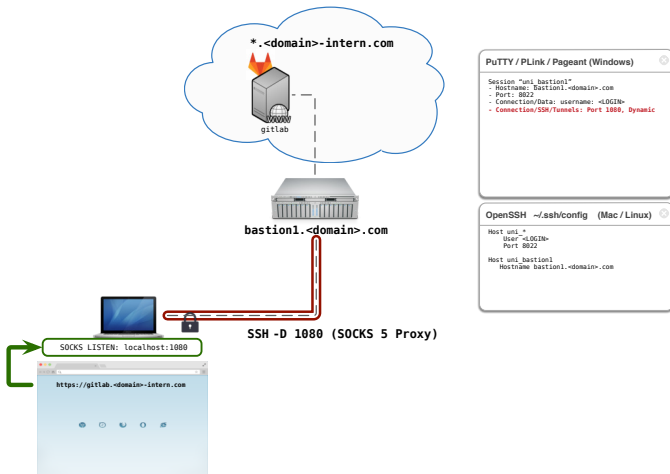 *.<domain>-intern.com
gitlab
bastion1.<domain>.com
SSH -D 1080 (SOCKS 5 Proxy)
SOCKS LISTEN: localhost:1080
https://gitlab.<domain>-intern.com
PuTTY / PLink / Pageant (Windows)
Session "uni_bastion1"
- Hostname: Bastion1.<domain>.com
- Port: 8022
- Connection/Data: username: <LOGIN>
- Connection/SSH/Tunnels: Port 1080, Dynamic
OpenSSH ~/.ssh/config (Mac / Linux)
Host uni_*
User <LOGIN>
Port 8022
Host uni_bastion1
Hostname bastion1.<domain>.com